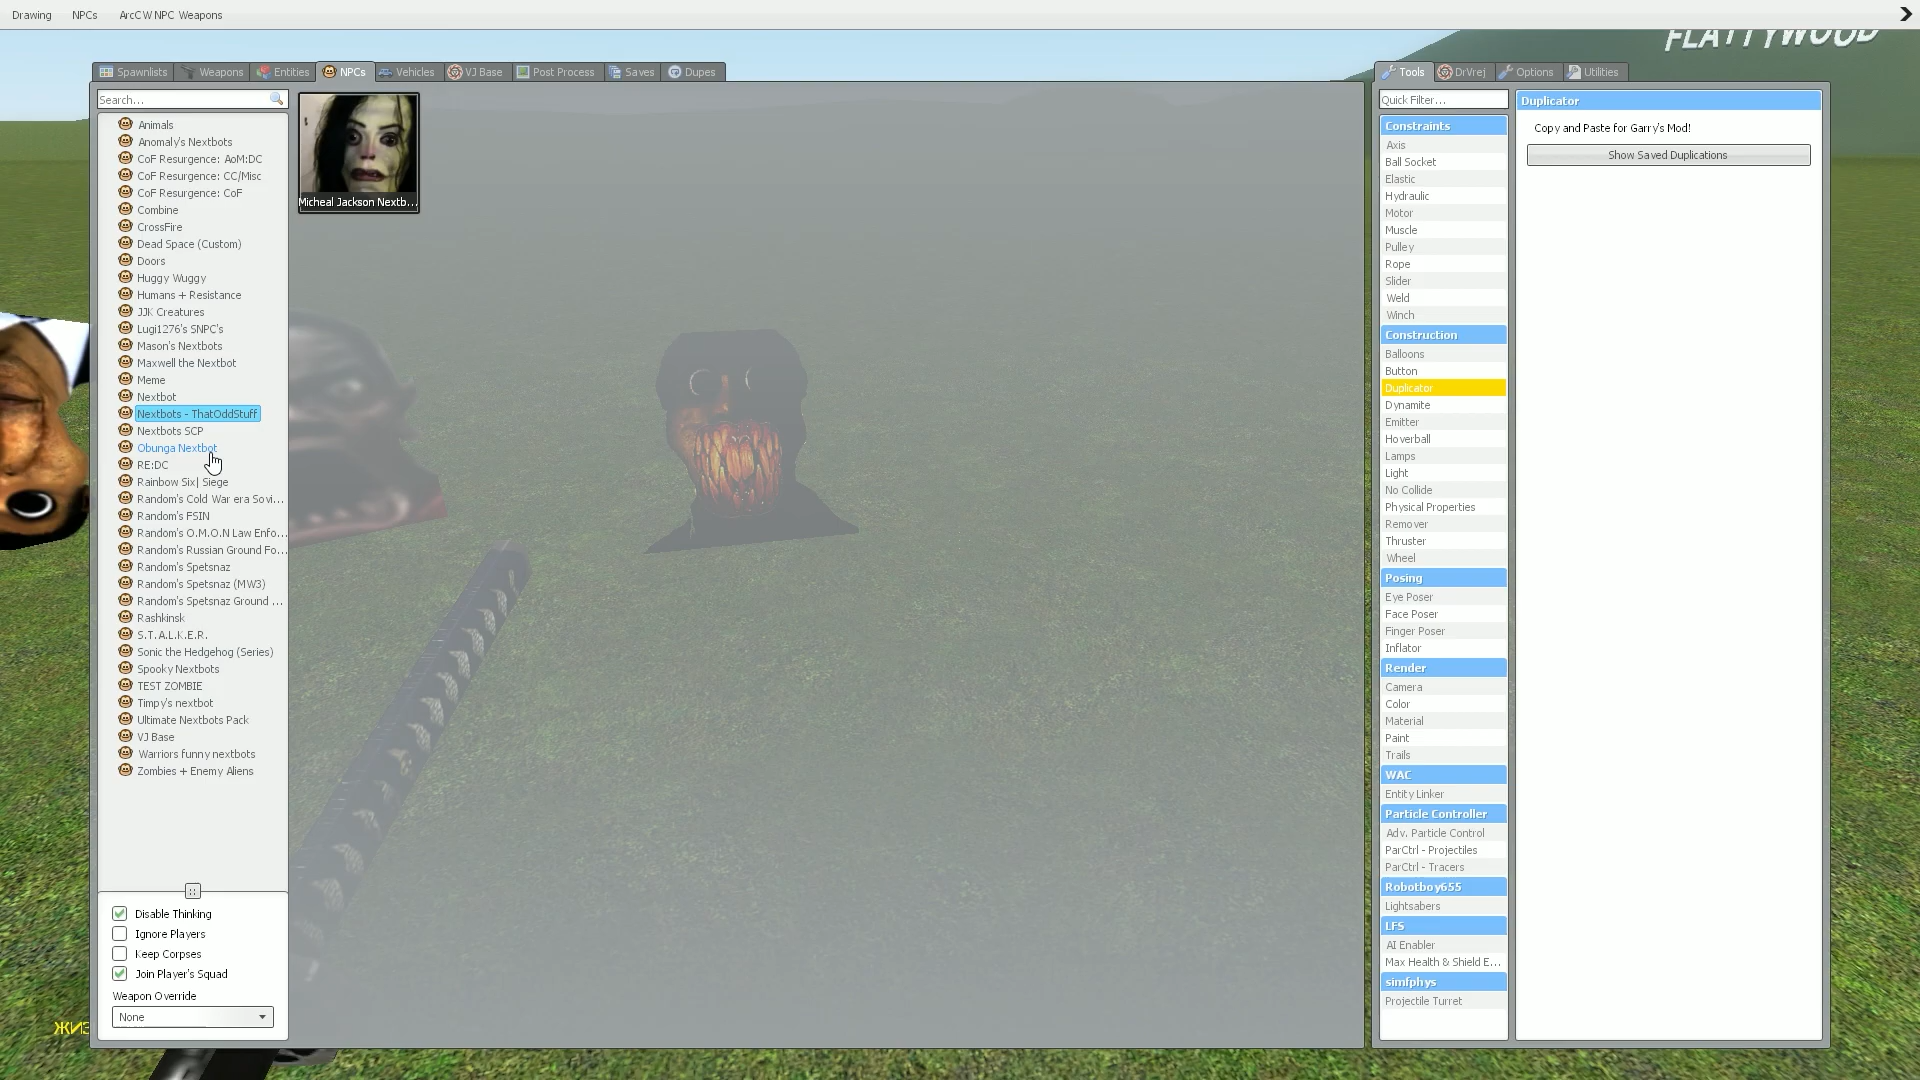 Drawing NPCs ArcCW NPC Weapons
FLATTYWOOD
Spawnlists Weapons Entities NPCs Vehicles VJ Base Post Process Saves Dupes
Search...
Animals
Anomaly's Nextbots
CoF Resurgence: AoM:DC
CoF Resurgence: CC/Misc
CoF Resurgence: CoF
Combine
CrossFire
Dead Space (Custom)
Doors
Huggy Wuggy
Humans + Resistance
JJK Creatures
Lugi1276's SNPC's
Mason's Nextbots
Maxwell the Nextbot
Meme
Nextbot
Nextbots - ThatOddStuff
Nextbots SCP
Obunga Nextbot
RE:DC
Rainbow Six| Siege
Random's Cold War era Sovi...
Random's FSIN
Random's O.M.O.N Law Enfo...
Random's Russian Ground Fo...
Random's Spetsnaz
Random's Spetsnaz (MW3)
Random's Spetsnaz Ground ...
Rashkinsk
S.T.A.L.K.E.R.
Sonic the Hedgehog (Series)
Spooky Nextbots
TEST ZOMBIE
Timpy's nextbot
Ultimate Nextbots Pack
VJ Base
Warriors funny nextbots
Zombies + Enemy Aliens
Disable Thinking
Ignore Players
Keep Corpses
Join Player's Squad
Weapon Override
None
ЖИЗ
Micheal Jackson Nextb...
Tools DrVrej Options Utilities
Quick Filter...
Constraints
Axis
Ball Socket
Elastic
Hydraulic
Motor
Muscle
Pulley
Rope
Slider
Weld
Winch
Construction
Balloons
Button
Duplicator
Dynamite
Emitter
Hoverball
Lamps
Light
No Collide
Physical Properties
Remover
Thruster
Wheel
Posing
Eye Poser
Face Poser
Finger Poser
Inflator
Render
Camera
Color
Material
Paint
Trails
WAC
Entity Linker
Particle Controller
Adv. Particle Control
ParCtrl - Projectiles
ParCtrl - Tracers
Robotboy655
Lightsabers
LFS
AI Enabler
Max Health & Shield E...
simfphys
Projectile Turret
Duplicator
Copy and Paste for Garry's Mod!
Show Saved Duplications